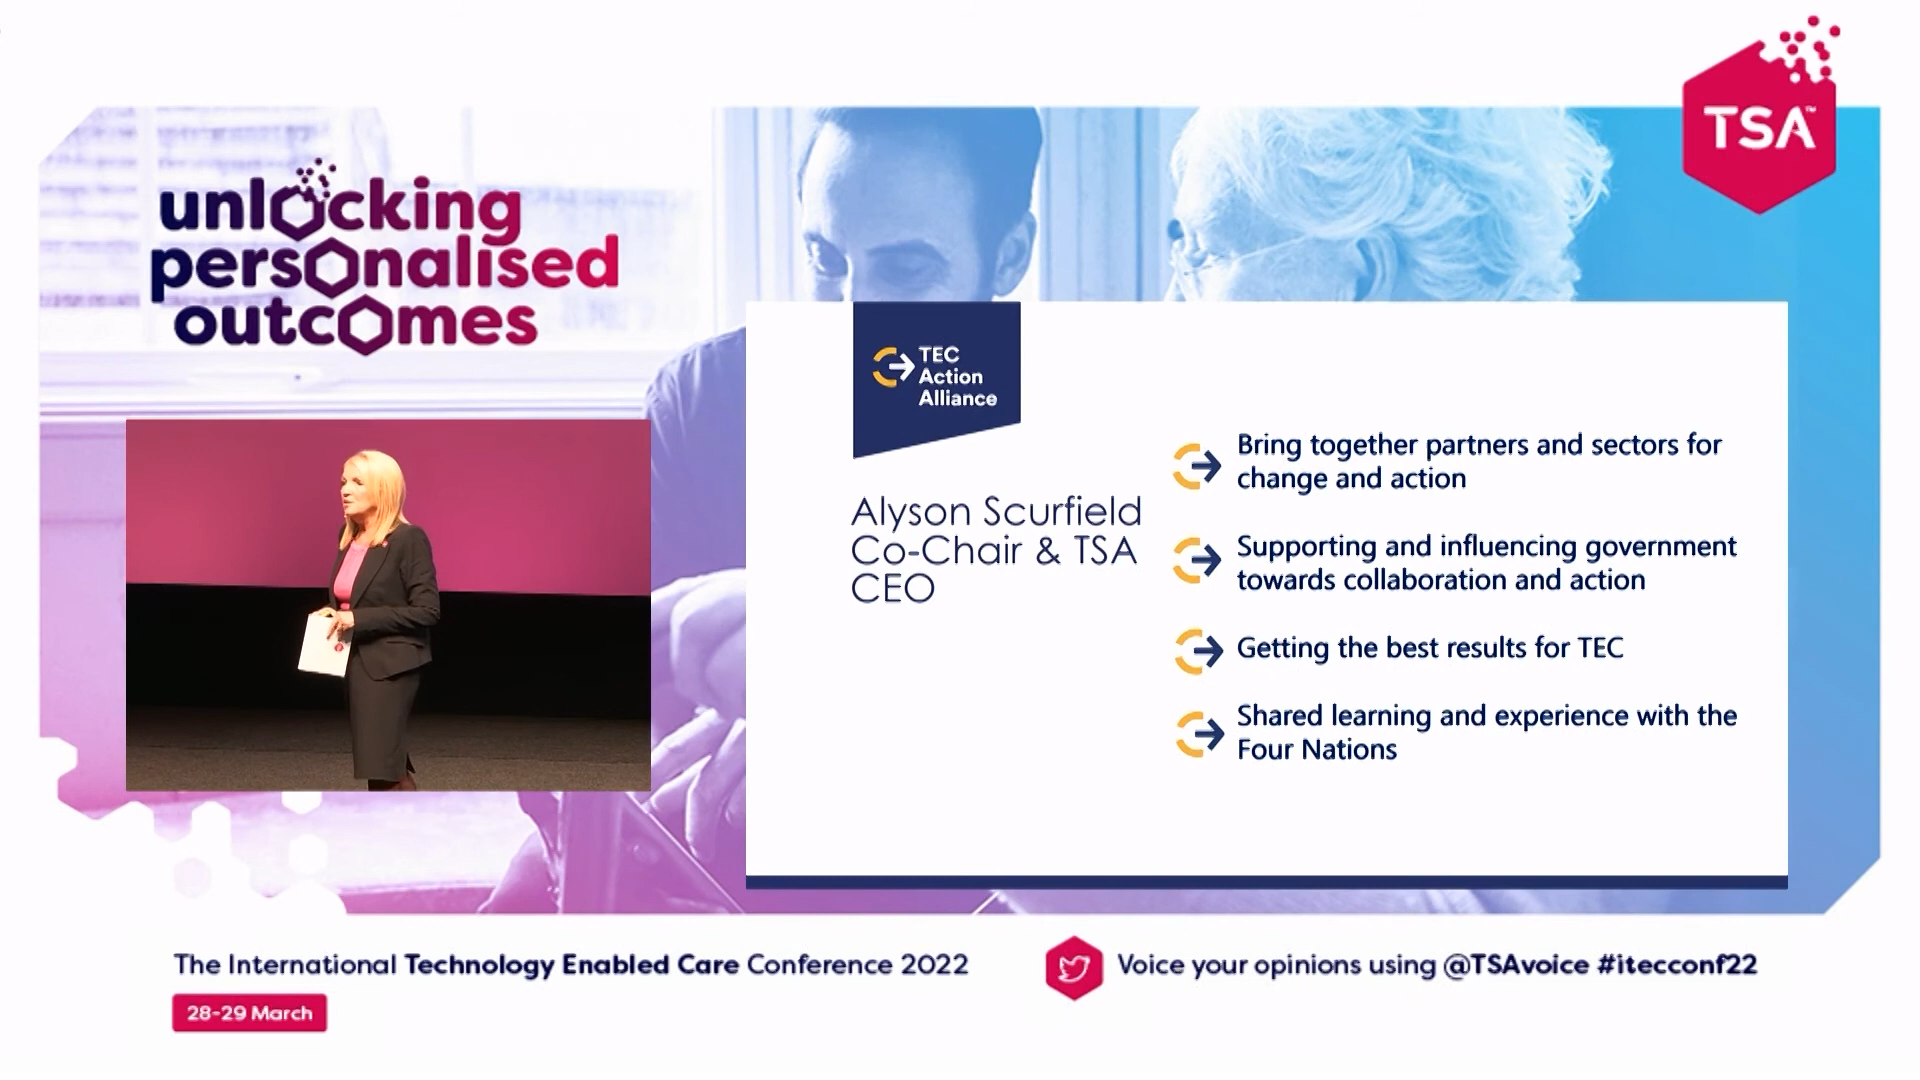 TSA™
unlocking
personalised
outcomes
TEC
Action
Alliance
Alyson Scurfield
Co-Chair & TSA
CEO
Bring together partners and sectors for
change and action
Supporting and influencing government
towards collaboration and action
Getting the best results for TEC
Shared learning and experience with the
Four Nations
The International Technology Enabled Care Conference 2022
28-29 March
Voice your opinions using @TSAvoice #itecconf22